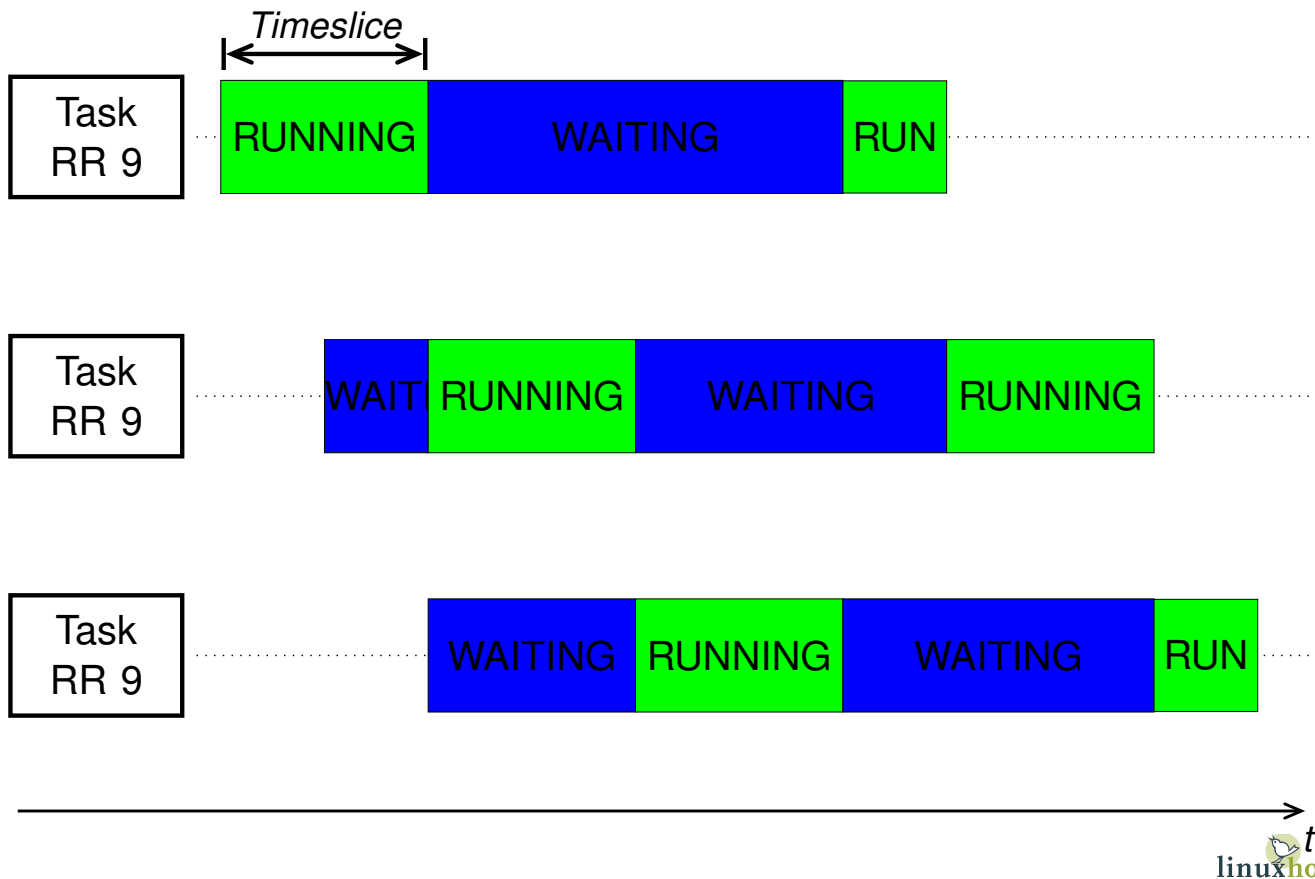 Timeslice
Task
RR 9
RUNNING WAITING RUN
Task
RR 9
WAITI RUNNING WAITING RUNNING
Task
RR 9
WAITING RUNNING WAITING RUN
t
linuxho